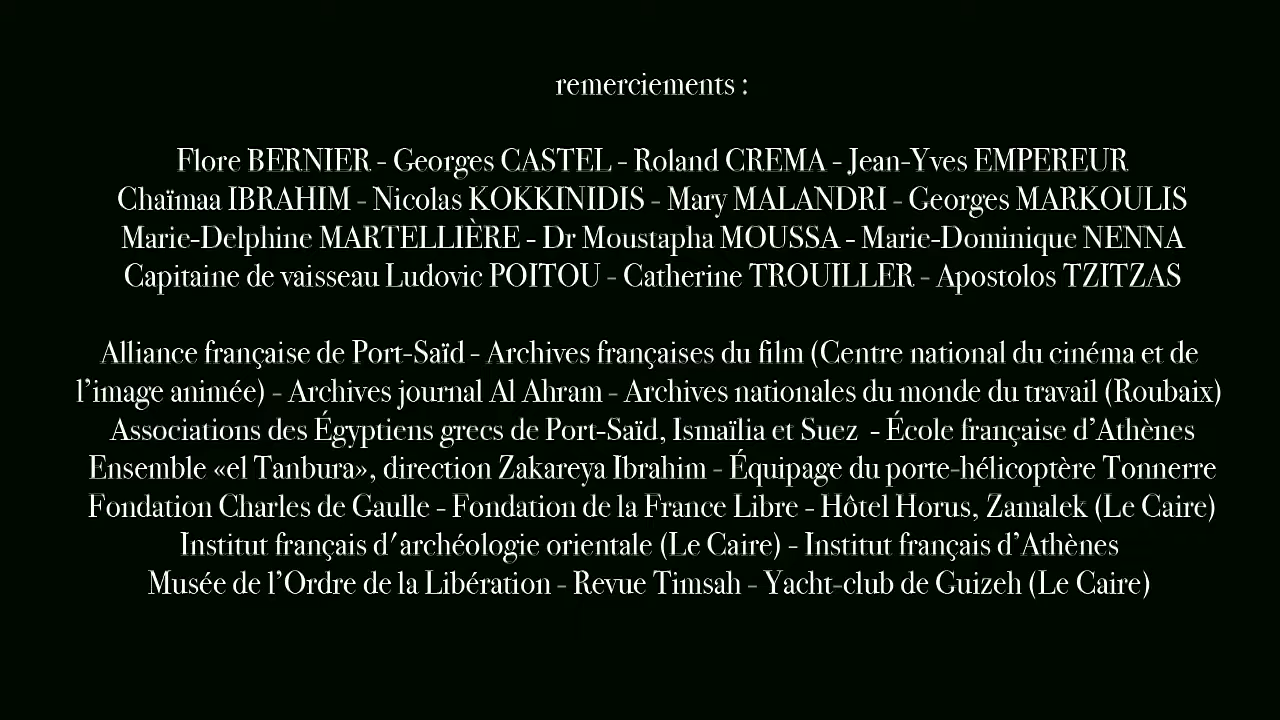 remerciements :
Flore BERNIER - Georges CASTEL - Roland CREMA - Jean-Yves EMPEREUR
Chaïmaa IBRAHIM - Nicolas KOKKINIDIS - Mary MALANDRI - Georges MARKOULIS
Marie-Delphine MARTELLIÈRE - Dr Moustapha MOUSSA - Marie-Dominique NENNA
Capitaine de vaisseau Ludovic POITOU - Catherine TROUILLER - Apostolos TZITZAS
Alliance française de Port-Saïd - Archives françaises du film (Centre national du cinéma et de
l’image animée) - Archives journal Al Ahram - Archives nationales du monde du travail (Roubaix)
Associations des Égyptiens grecs de Port-Saïd, Ismaïlia et Suez  - École française d’Athènes
Ensemble «el Tanbura», direction Zakareya Ibrahim - Équipage du porte-hélicoptère Tonnerre
Fondation Charles de Gaulle - Fondation de la France Libre - Hôtel Horus, Zamalek (Le Caire)
Institut français d'archéologie orientale (Le Caire) - Institut français d’Athènes
Musée de l’Ordre de la Libération - Revue Timsah - Yacht-club de Guizeh (Le Caire)